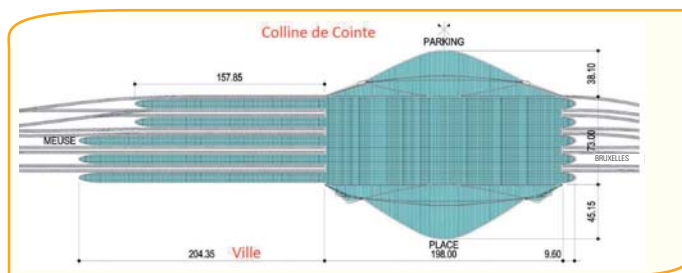 Colline de Cointe
PARKING
157.85
38.10
MEUSE
73.00
BRUXELLES
45.15
PLACE
204.35
Ville
198.00
9.60